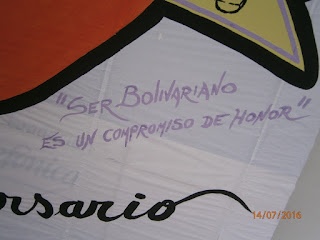 "SER BOLIVARIANO
ES UN COMPROMISO DE HONOR"
rsario
14/07/2016